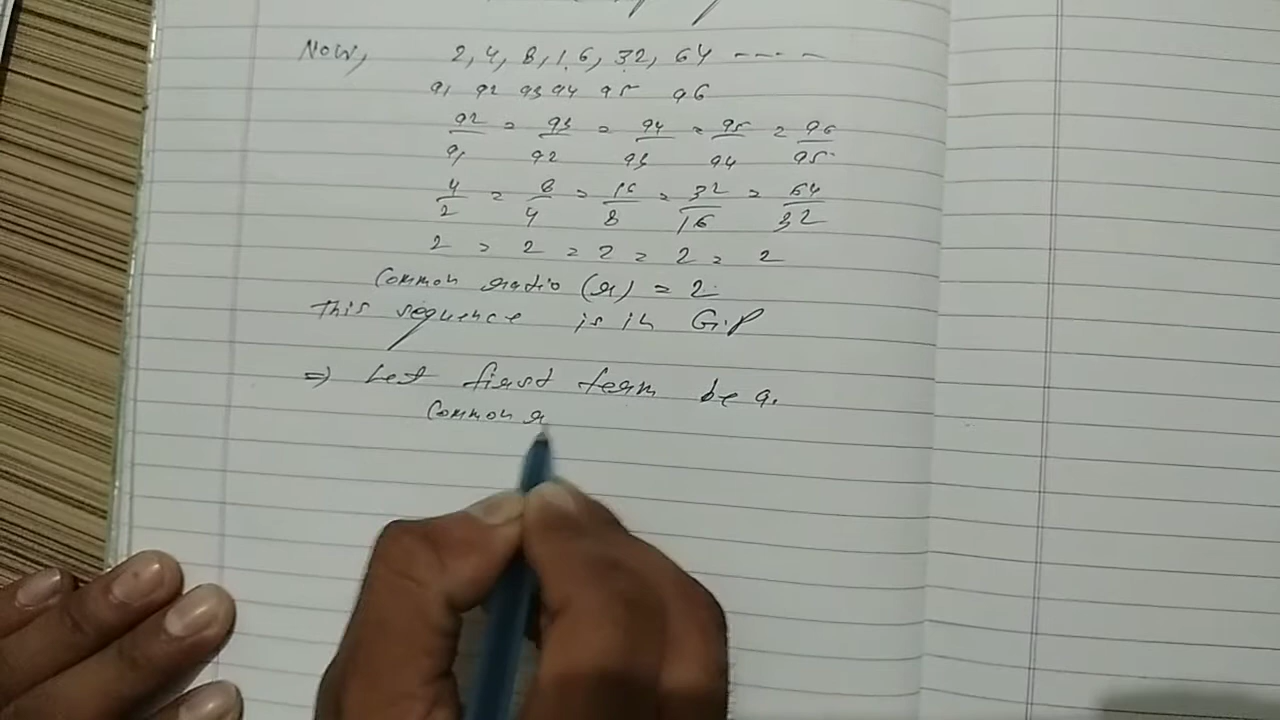 Now, 2, 4, 8, 16, 32, 64 -----
a1 a2 a3 a4 a5 a6
a2/a1 = a3/a2 = a4/a3 = a5/a4 = a6/a5
4/2 = 8/4 = 16/8 = 32/16 = 64/32
2 = 2 = 2 = 2 = 2
Common ratio (r) = 2.
This sequence is in G.P
⇒ Let first term be a.
Common r